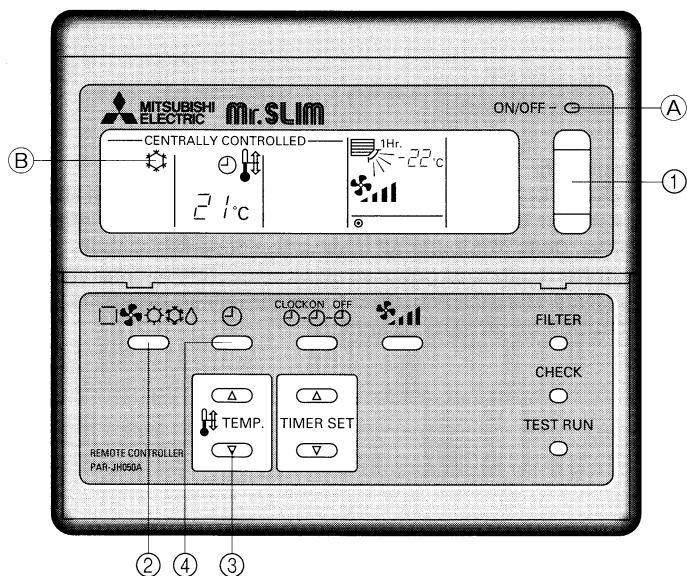 MITSUBISHI
ELECTRIC
Mr.SLIM
ON/OFF
A
CENTRALLY CONTROLLED
B
1Hr.
-22°C
21°C
1
CLOCK ON OFF
FILTER
CHECK
TEMP.
TIMER SET
TEST RUN
REMOTE CONTROLLER
PAR-JH050A
2
4
3